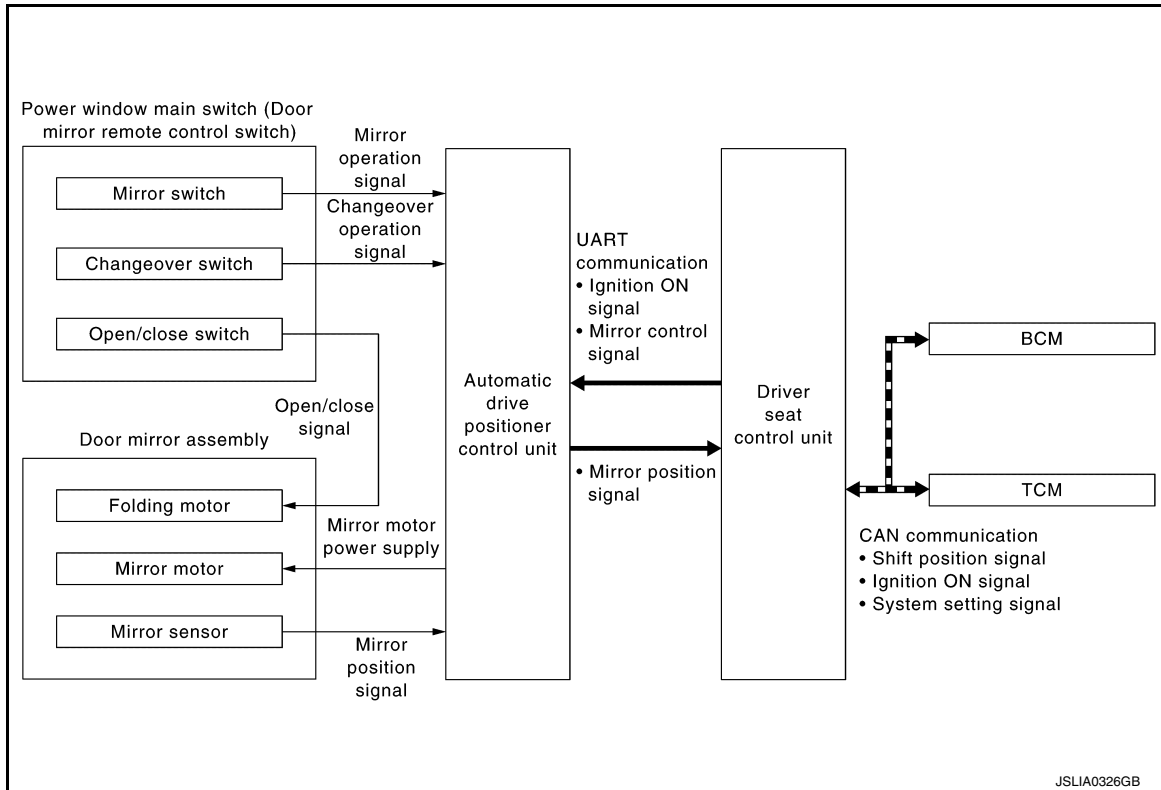 Power window main switch (Door
mirror remote control switch)
Mirror
operation
signal
Mirror switch
Changeover
operation
signal
Changeover switch
Open/close switch
Open/close
signal
Door mirror assembly
Folding motor
Mirror motor
power supply
Mirror motor
Mirror sensor
Mirror
position
signal
Automatic
drive
positioner
control unit
UART
communication
• Ignition ON
signal
• Mirror control
signal
• Mirror position
signal
Driver
seat
control unit
BCM
TCM
CAN communication
• Shift position signal
• Ignition ON signal
• System setting signal
JSLIA0326GB